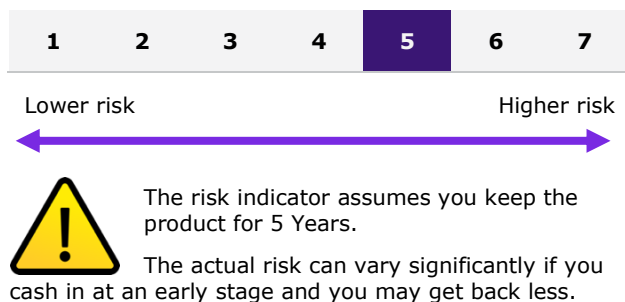 1 2 3 4 5 6 7
Lower risk Higher risk
The risk indicator assumes you keep the
product for 5 Years.
The actual risk can vary significantly if you
cash in at an early stage and you may get back less.